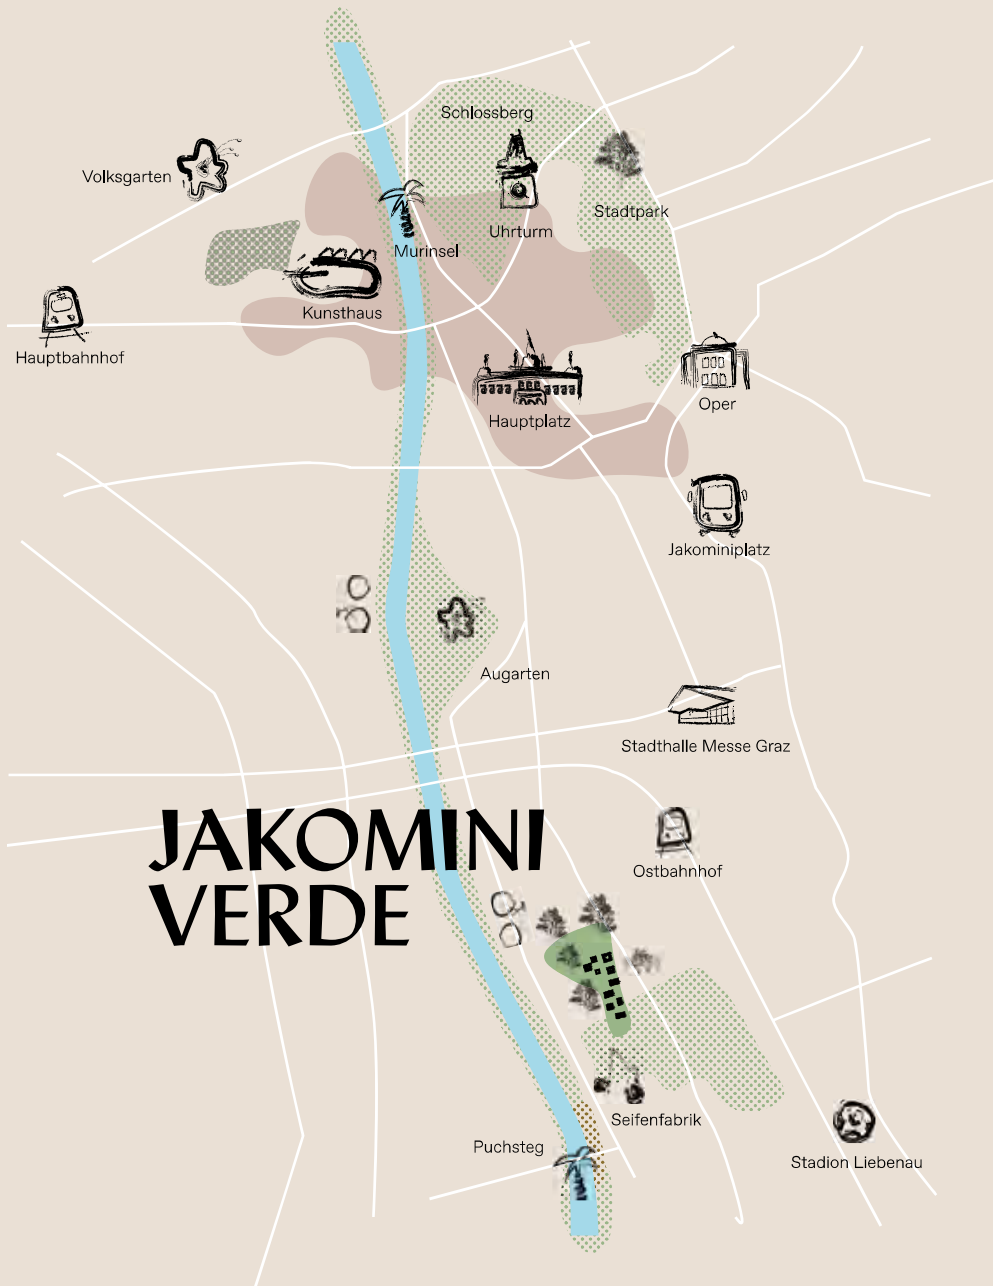 Schlossberg
Volksgarten
Stadtpark
Uhrturm
Murinsel
Kunsthaus
Hauptbahnhof
Oper
Hauptplatz
Jakominiplatz
Augarten
Stadthalle Messe Graz
JAKOMINI
VERDE
Ostbahnhof
Seifenfabrik
Puchsteg
Stadion Liebenau